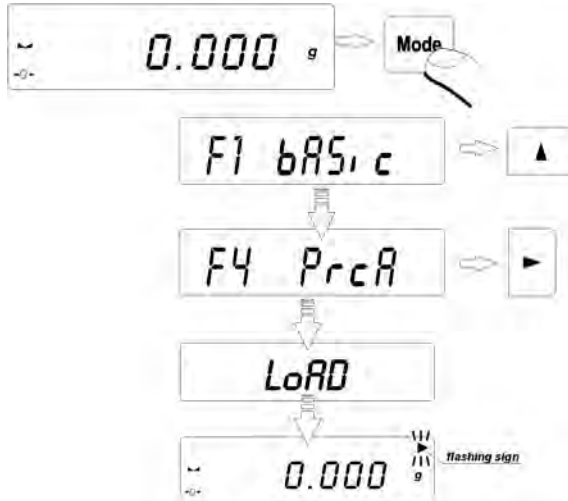 0.000 g Mode
F1 bASic
F4 PrcA
LoAD
flashing sign
0.000 g